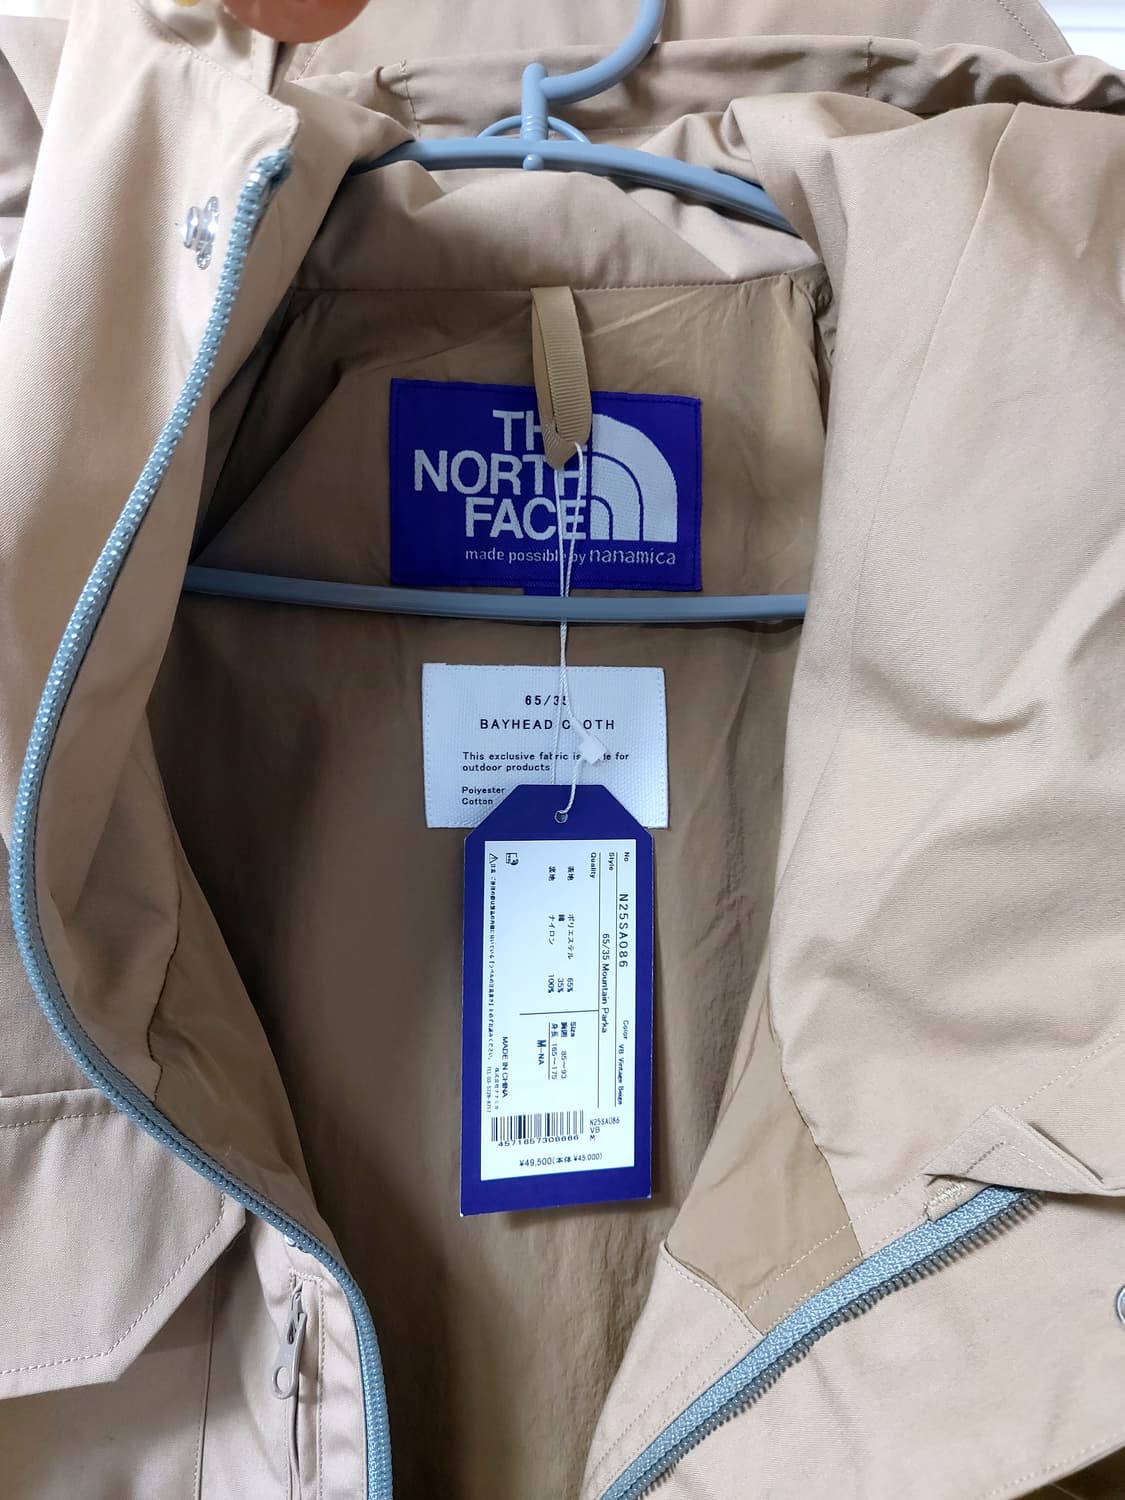 THE
NORTH
FACE
made possible by nanamica
65/35
BAYHEAD CLOTH
This exclusive fabric is for
outdoor products
Polyester
Cotton
No N25SA086 Color VB Vintage Beige
Style 65/35 Mountain Parka
Quality
表地 ポリエステル 65%
綿 35%
裏地 ナイロン 100%
Size
胸囲 85~93
身長 165~175
M-NA
MADE IN CHINA
N25SA086
VB
M
¥49,500(本体 ¥45,000)